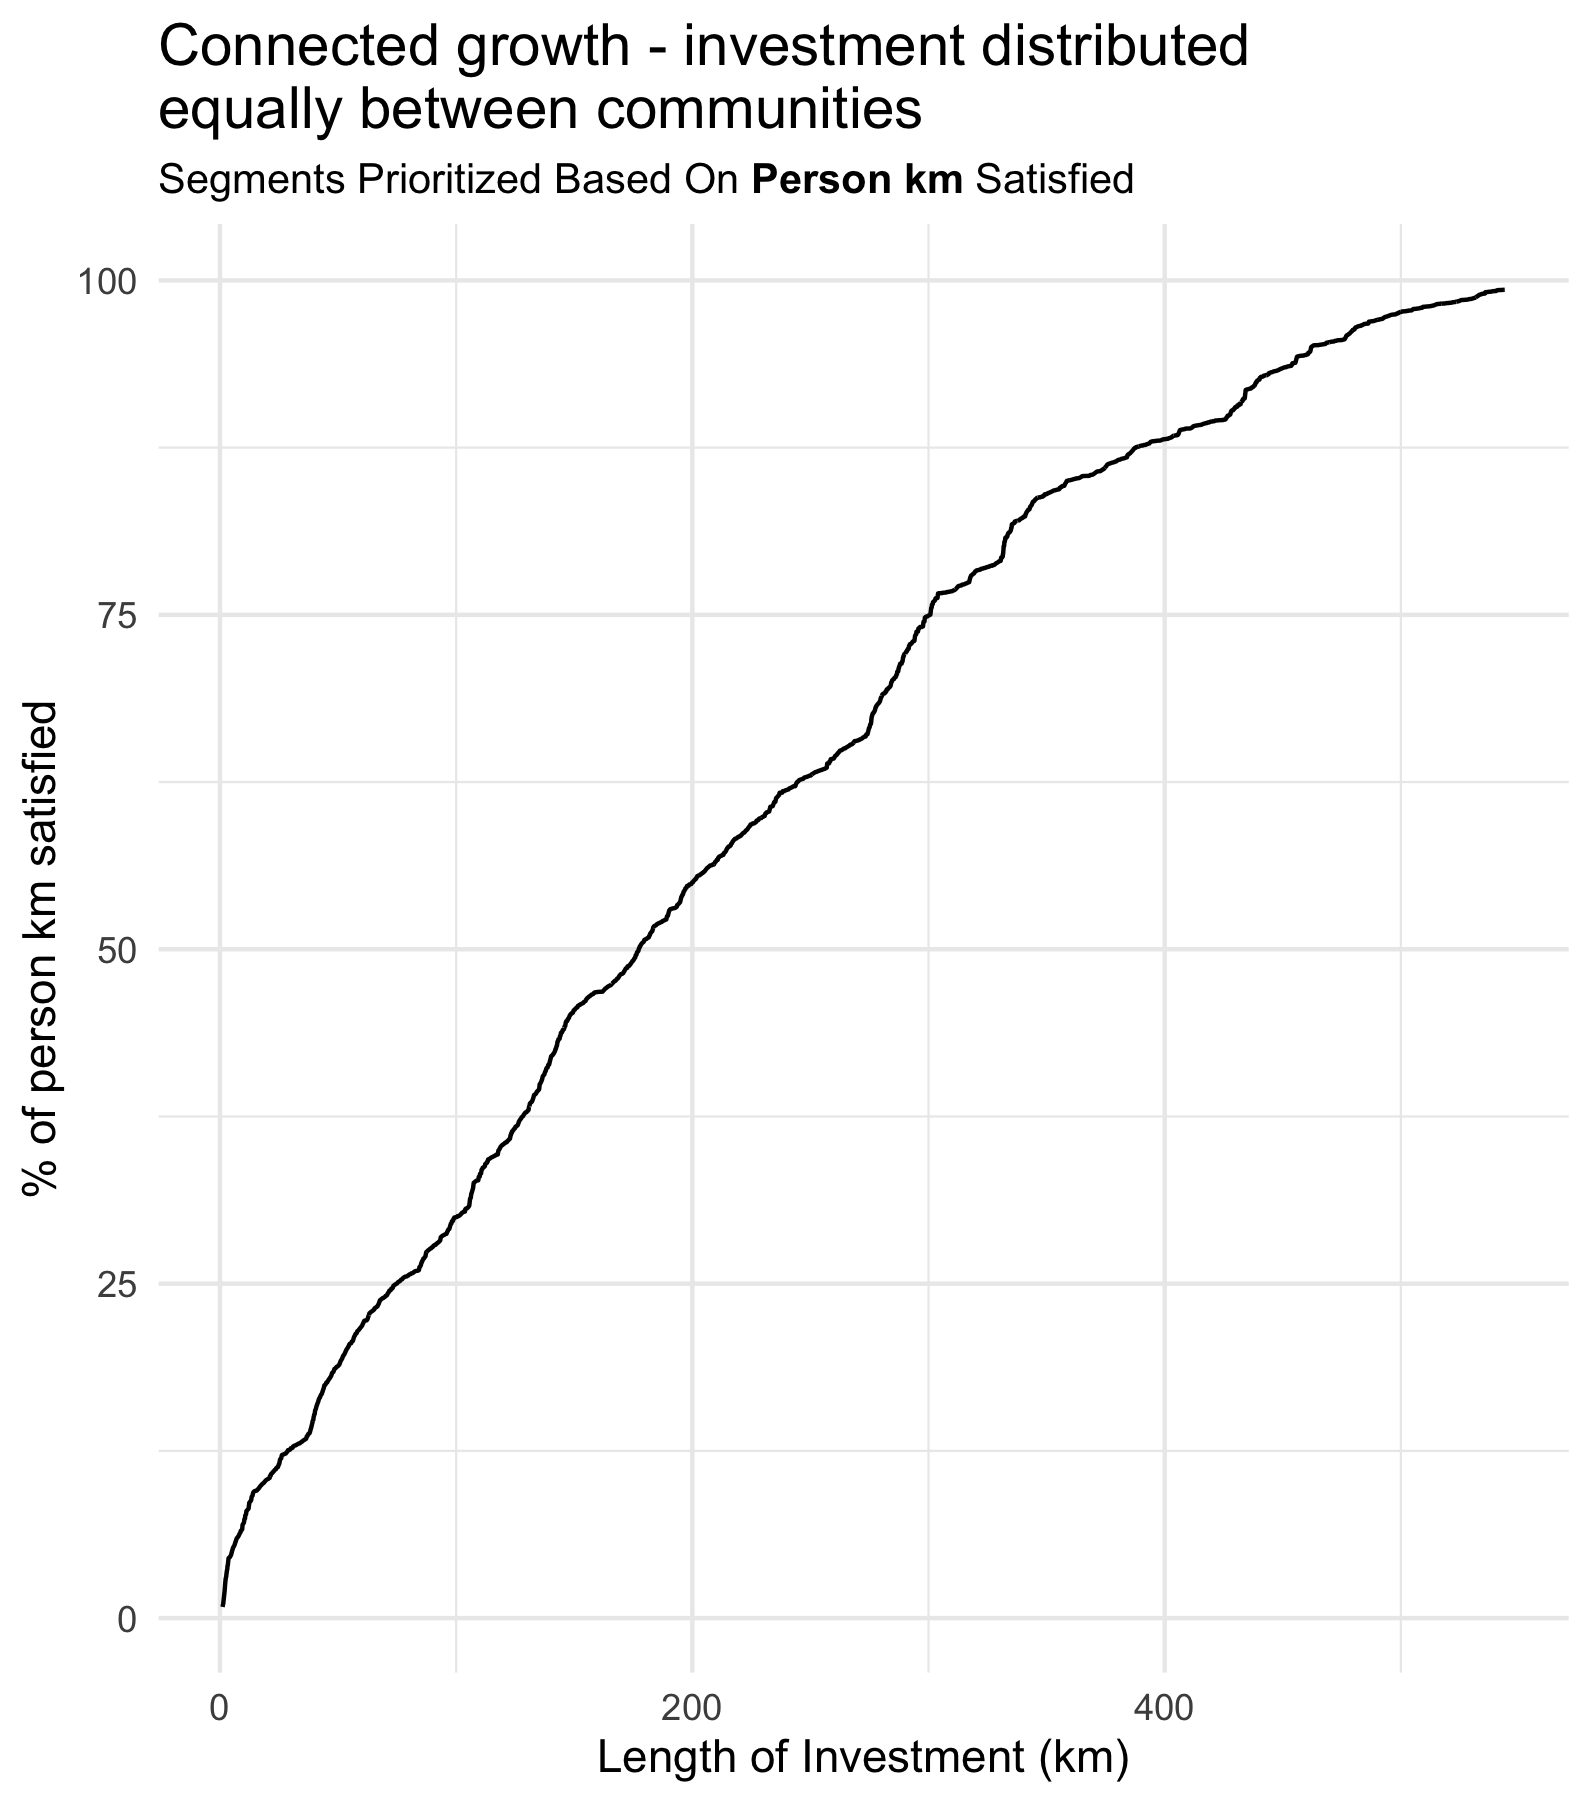 Connected growth - investment distributed
equally between communities
Segments Prioritized Based On Person km Satisfied
% of person km satisfied
100
75
50
25
0
0
200
400
Length of Investment (km)